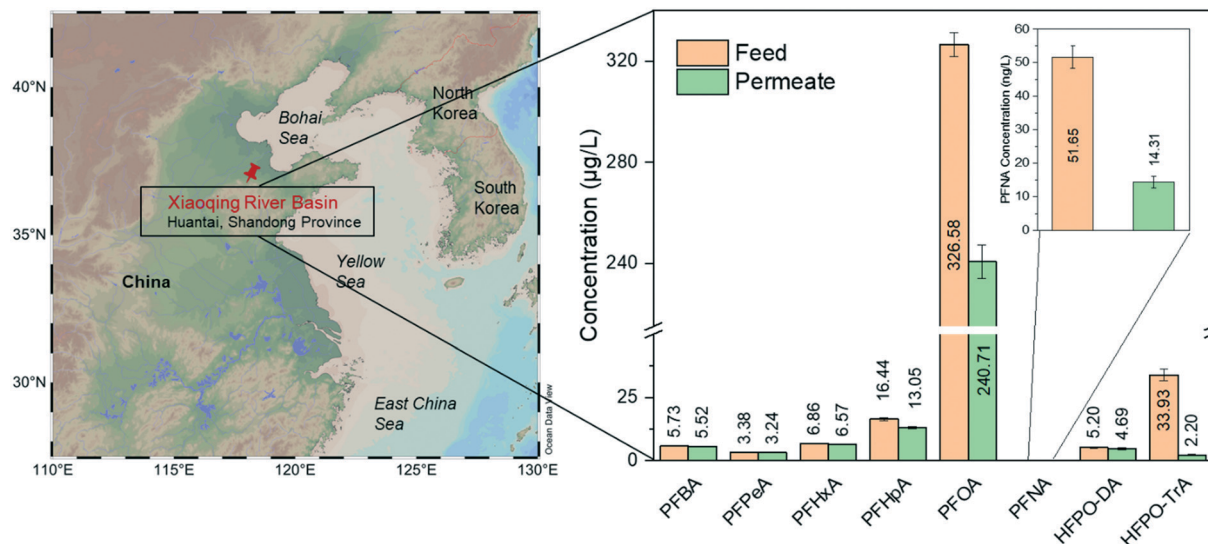 40°N
35°N
30°N
110°E
115°E
120°E
125°E
130°E
Bohai
Sea
North
Korea
South
Korea
Xiaoqing River Basin
Huantai, Shandong Province
Yellow
Sea
China
East China
Sea
Ocean Data View
Concentration (µg/L)
320
280
240
25
0
Feed
Permeate
5.73
5.52
3.38
3.24
6.86
6.57
16.44
13.05
326.58
240.71
5.20
4.69
33.93
2.20
PFBA
PFPeA
PFHxA
PFHpA
PFOA
PFNA
HFPO-DA
HFPO-TrA
PFNA Concentration (ng/L)
60
50
40
30
20
10
0
51.65
14.31